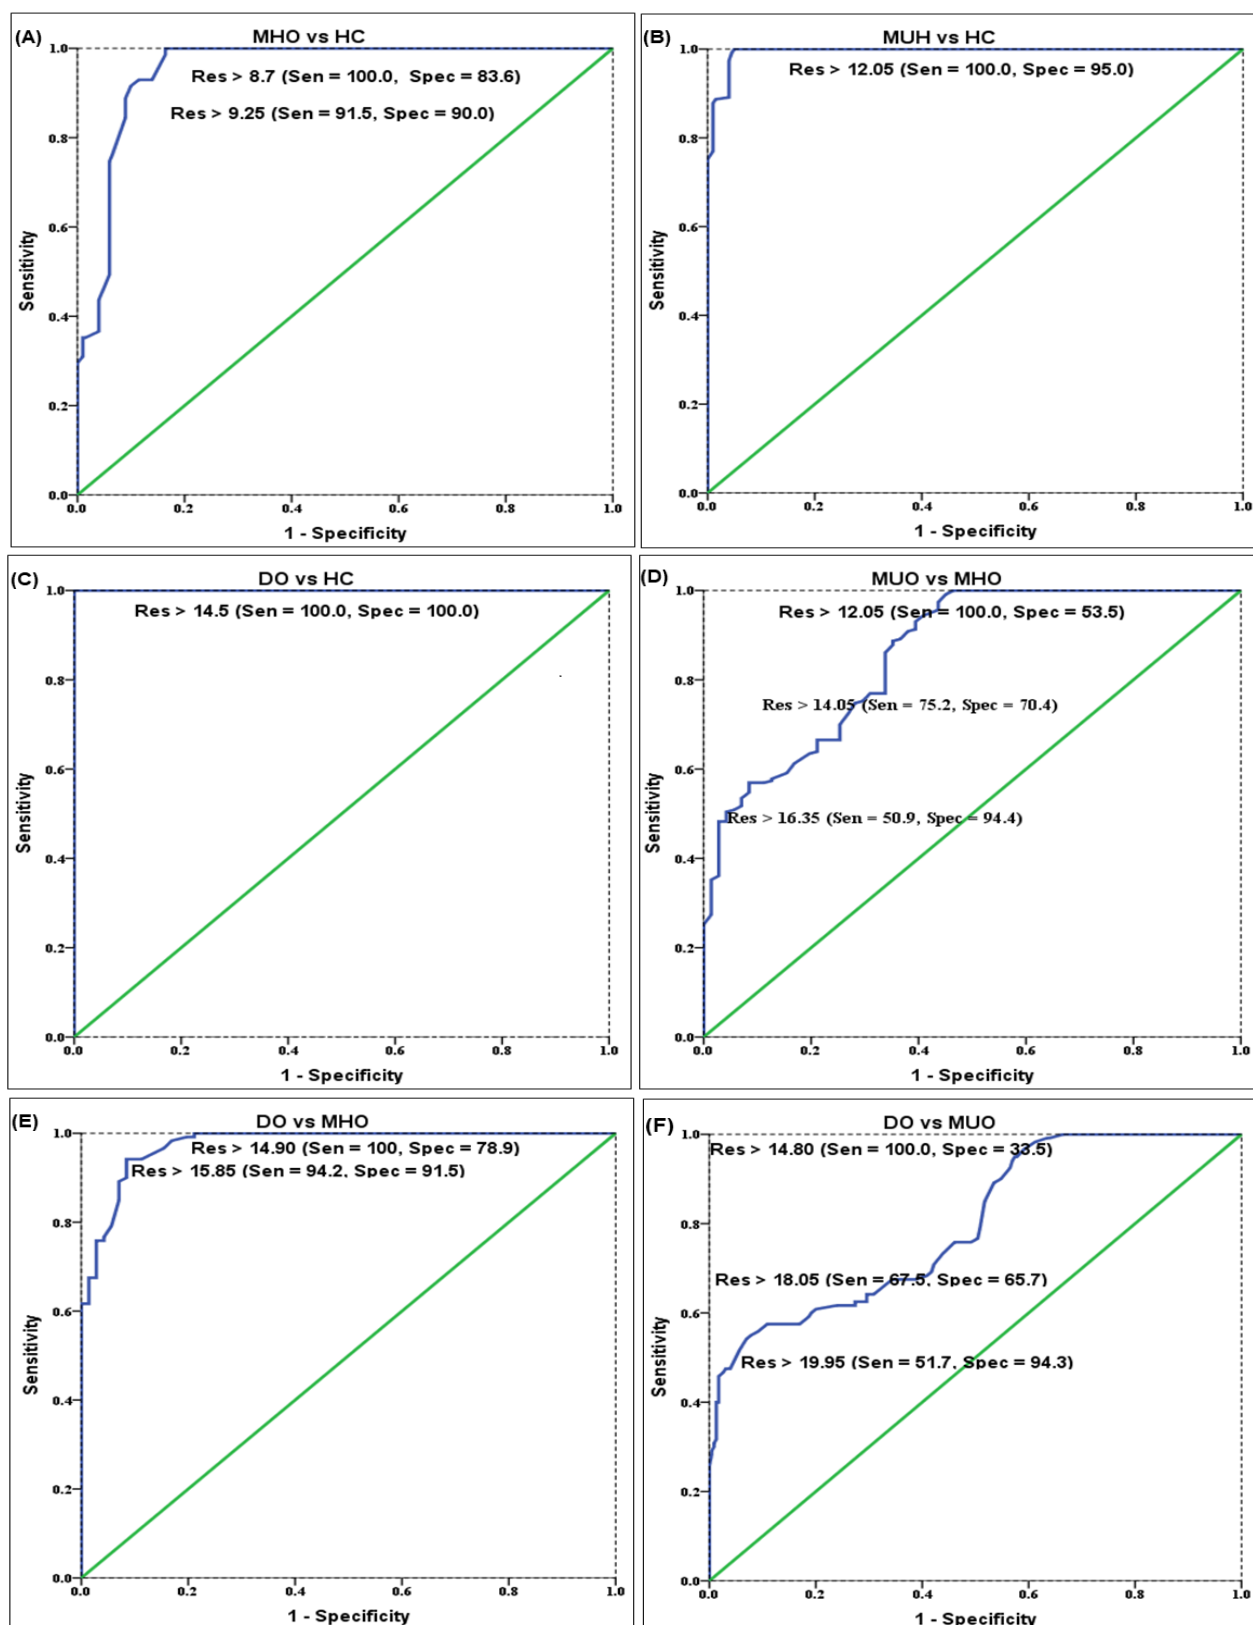 (A)
MHO vs HC
Res > 8.7 (Sen = 100.0, Spec = 83.6)
Res > 9.25 (Sen = 91.5, Spec = 90.0)
1.0
0.8
0.6
0.4
0.2
0.0
Sensitivity
0.0 0.2 0.4 0.6 0.8 1.0
1 - Specificity
(B)
MUH vs HC
Res > 12.05 (Sen = 100.0, Spec = 95.0)
1.0
0.8
0.6
0.4
0.2
0.0
Sensitivity
0.0 0.2 0.4 0.6 0.8 1.0
1 - Specificity
(C)
DO vs HC
Res > 14.5 (Sen = 100.0, Spec = 100.0)
1.0
0.8
0.6
0.4
0.2
0.0
Sensitivity
0.0 0.2 0.4 0.6 0.8 1.0
1 - Specificity
(D)
MUO vs MHO
Res > 12.05 (Sen = 100.0, Spec = 53.5)
Res > 14.05 (Sen = 75.2, Spec = 70.4)
Res > 16.35 (Sen = 50.9, Spec = 94.4)
1.0
0.8
0.6
0.4
0.2
0.0
Sensitivity
0.0 0.2 0.4 0.6 0.8 1.0
1 - Specificity
(E)
DO vs MHO
Res > 14.90 (Sen = 100, Spec = 78.9)
Res > 15.85 (Sen = 94.2, Spec = 91.5)
1.0
0.8
0.6
0.4
0.2
0.0
Sensitivity
0.0 0.2 0.4 0.6 0.8 1.0
1 - Specificity
(F)
DO vs MUO
Res > 14.80 (Sen = 100.0, Spec = 33.5)
Res > 18.05 (Sen = 67.5, Spec = 65.7)
Res > 19.95 (Sen = 51.7, Spec = 94.3)
1.0
0.8
0.6
0.4
0.2
0.0
Sensitivity
0.0 0.2 0.4 0.6 0.8 1.0
1 - Specificity